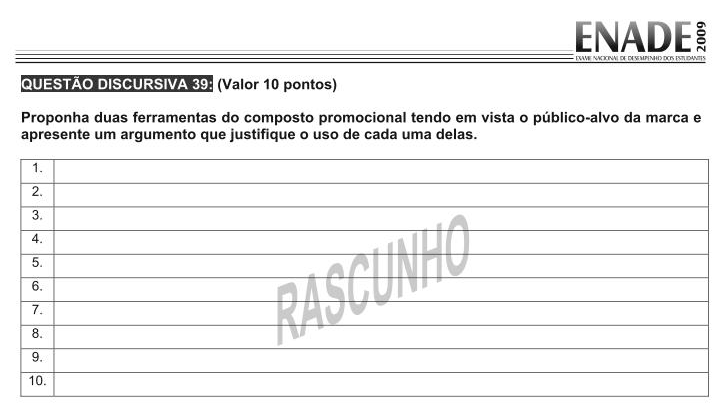 ENADE 2009
EXAME NACIONAL DE DESEMPENHO DOS ESTUDANTES
QUESTÃO DISCURSIVA 39: (Valor 10 pontos)
Proponha duas ferramentas do composto promocional tendo em vista o público-alvo da marca e
apresente um argumento que justifique o uso de cada uma delas.
1.
2.
3.
4.
5.
6.
7.
8.
9.
10.
RASCUNHO